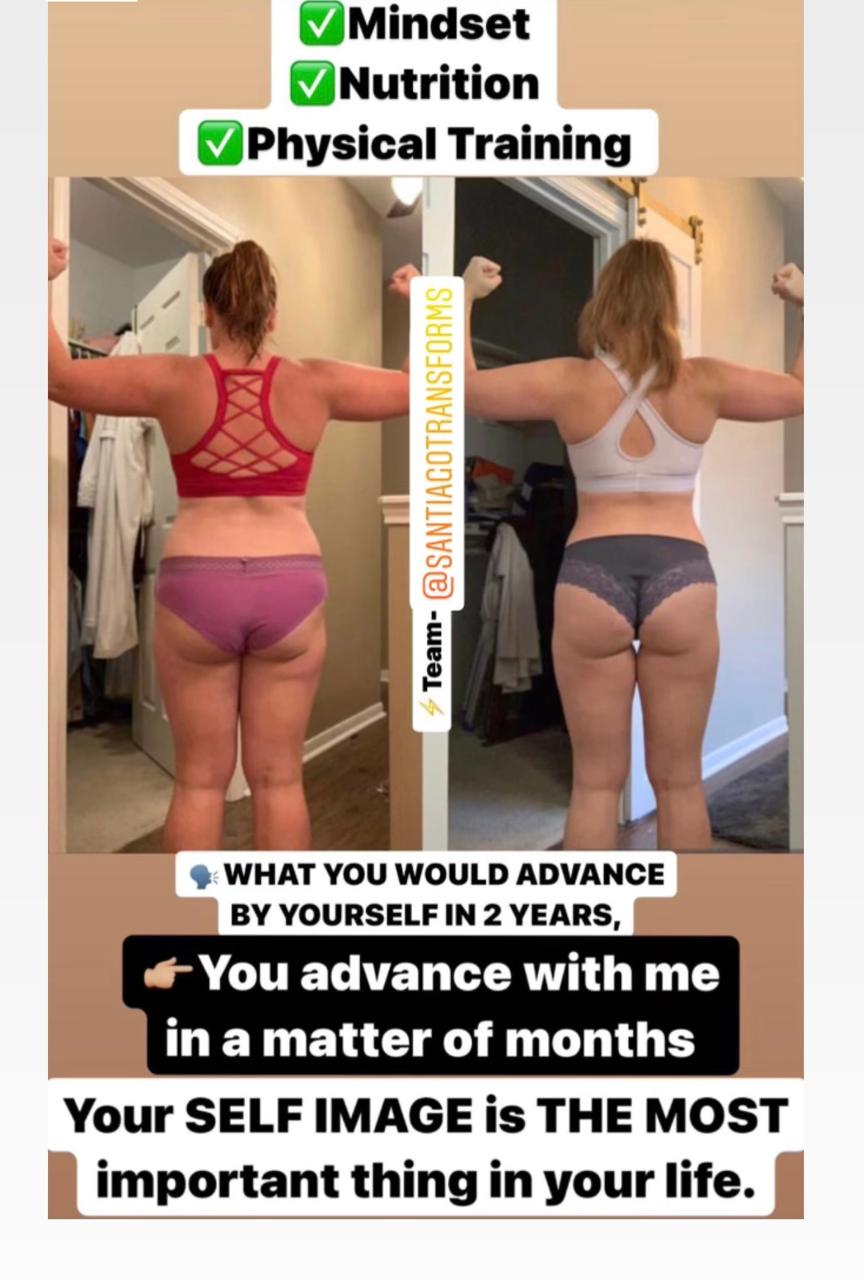 ✅Mindset
✅Nutrition
✅Physical Training
⚡Team- @SANTIAGOTRANSFORMS
🗣️WHAT YOU WOULD ADVANCE
BY YOURSELF IN 2 YEARS,
👉🏼You advance with me
in a matter of months
Your SELF IMAGE is THE MOST
important thing in your life.